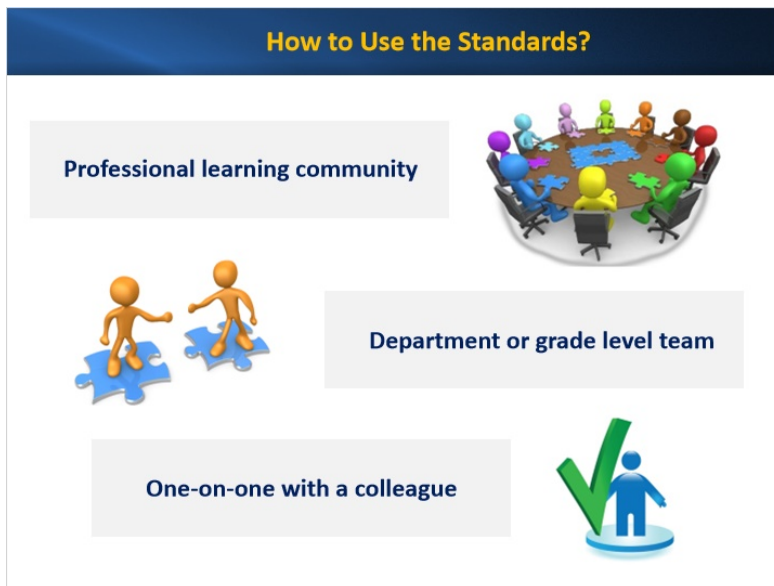 How to Use the Standards?
Professional learning community
Department or grade level team
One-on-one with a colleague